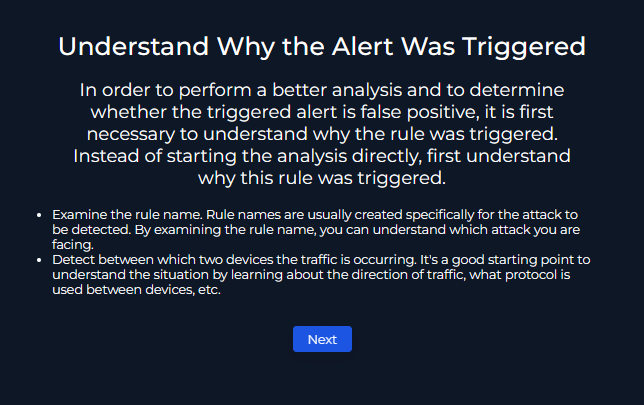 Understand Why the Alert Was Triggered
In order to perform a better analysis and to determine
whether the triggered alert is false positive, it is first
necessary to understand why the rule was triggered.
Instead of starting the analysis directly, first understand
why this rule was triggered.
• Examine the rule name. Rule names are usually created specifically for the attack to
be detected. By examining the rule name, you can understand which attack you are
facing.
• Detect between which two devices the traffic is occurring. It's a good starting point to
understand the situation by learning about the direction of traffic, what protocol is
used between devices, etc.
Next